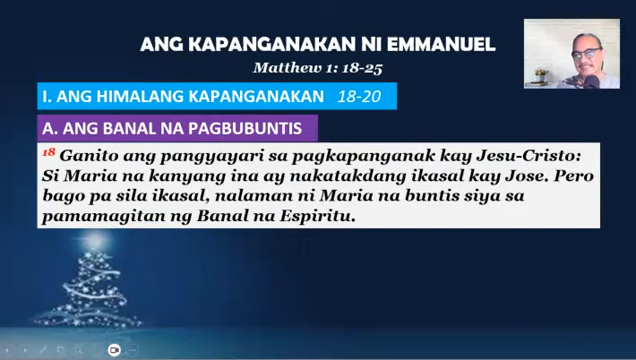 ANG KAPANGANAKAN NI EMMANUEL
Matthew 1: 18-25
I. ANG HIMALANG KAPANGANAKAN 18-20
A. ANG BANAL NA PAGBUBUNTIS
18 Ganito ang pangyayari sa pagkapanganak kay Jesu-Cristo:
Si Maria na kanyang ina ay nakatakdang ikasal kay Jose. Pero
bago pa sila ikasal, nalaman ni Maria na buntis siya sa
pamamagitan ng Banal na Espiritu.